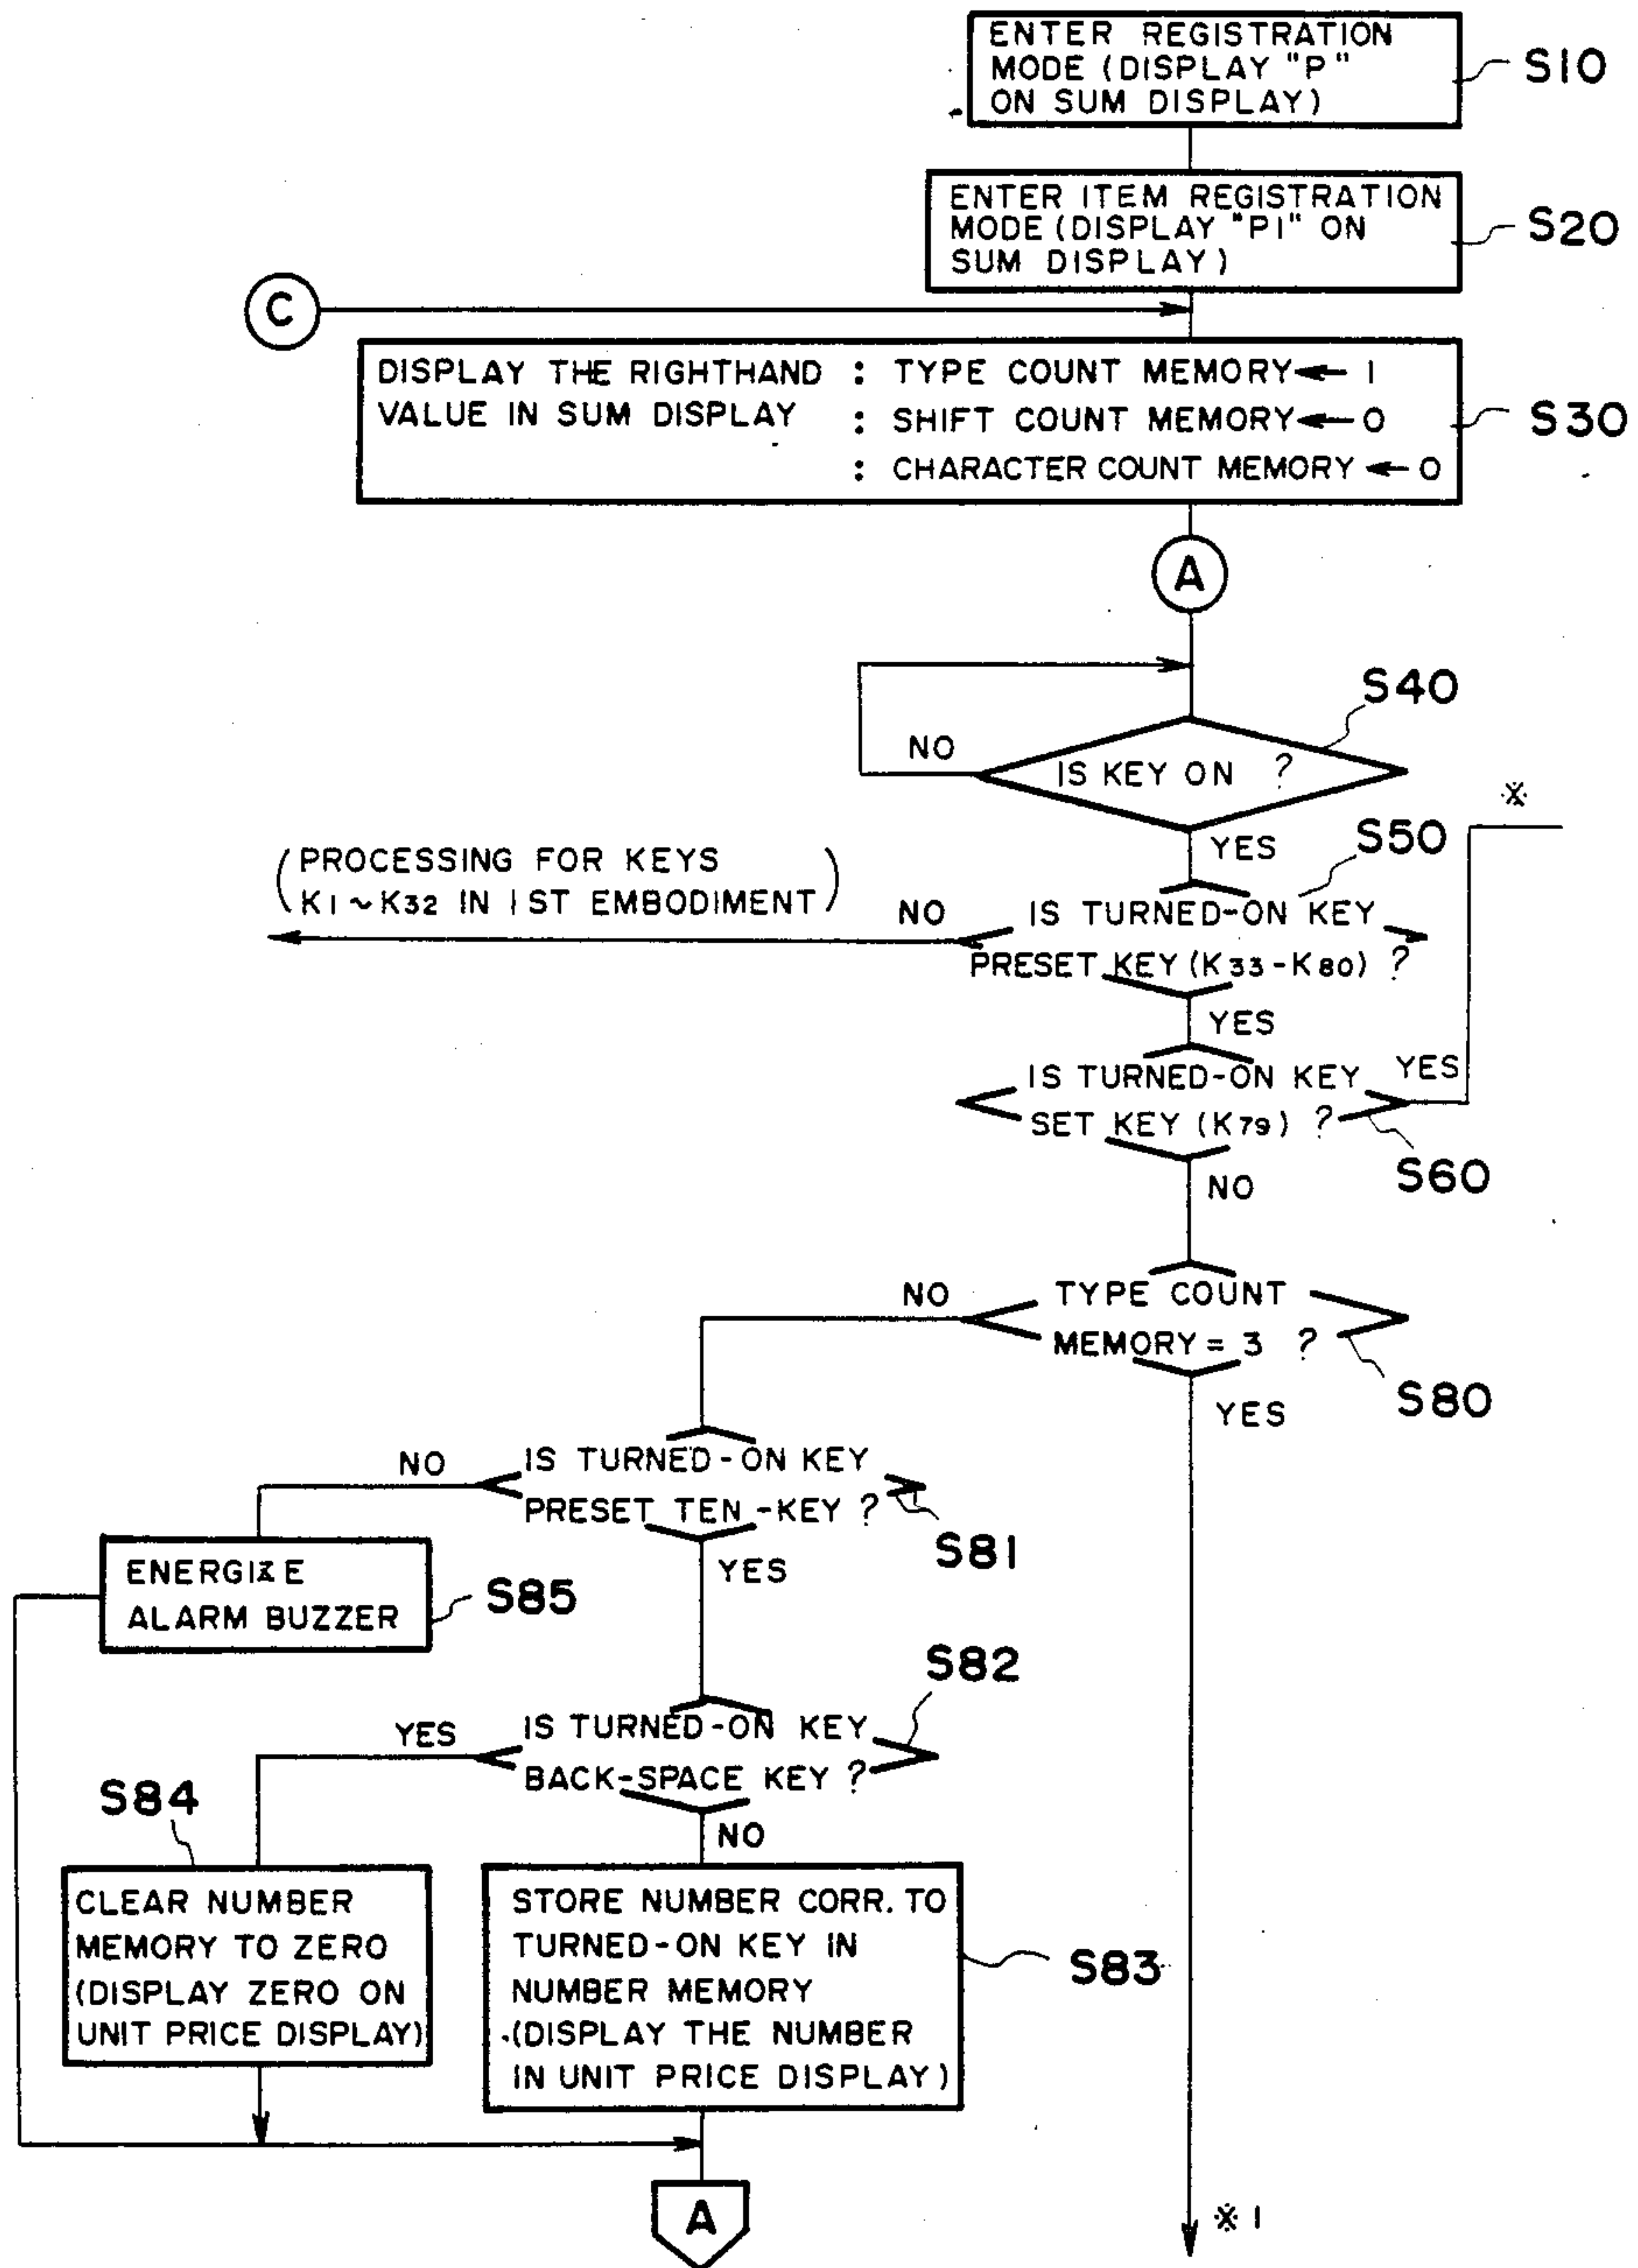 ENTER REGISTRATION
MODE (DISPLAY "P"
ON SUM DISPLAY)
S10
ENTER ITEM REGISTRATION
MODE (DISPLAY "P1" ON
SUM DISPLAY)
S20
C
DISPLAY THE RIGHTHAND : TYPE COUNT MEMORY ← 1
VALUE IN SUM DISPLAY : SHIFT COUNT MEMORY ← 0
: CHARACTER COUNT MEMORY ← 0
S30
A
S40
NO
IS KEY ON ?
※
YES
S50
(PROCESSING FOR KEYS
K1 ~ K32 IN 1ST EMBODIMENT)
NO
IS TURNED-ON KEY
PRESET KEY (K33 - K80) ?
YES
IS TURNED-ON KEY
SET KEY (K79) ?
YES
S60
NO
NO
TYPE COUNT
MEMORY = 3 ?
S80
YES
NO
IS TURNED-ON KEY
PRESET TEN-KEY ?
S81
YES
ENERGIZE
ALARM BUZZER
S85
S82
YES
IS TURNED-ON KEY
BACK-SPACE KEY ?
S84
NO
CLEAR NUMBER
MEMORY TO ZERO
(DISPLAY ZERO ON
UNIT PRICE DISPLAY)
STORE NUMBER CORR. TO
TURNED-ON KEY IN
NUMBER MEMORY
(DISPLAY THE NUMBER
IN UNIT PRICE DISPLAY)
S83
A
※1